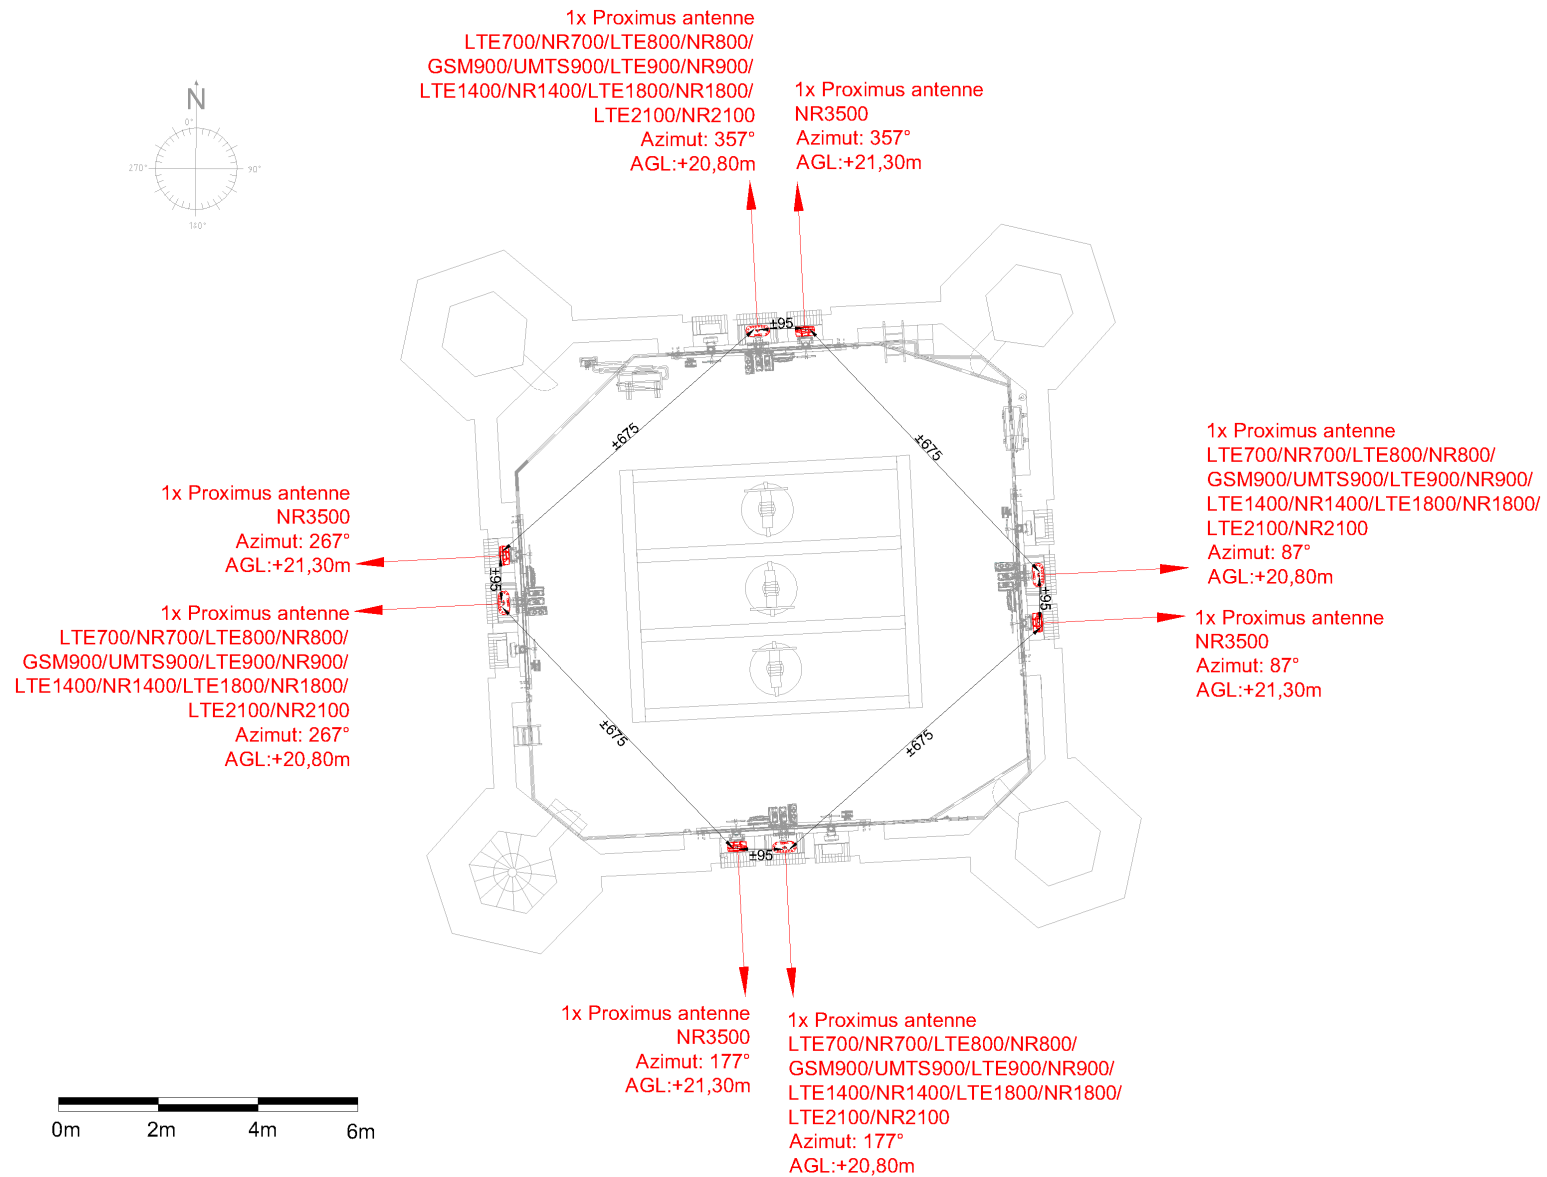 1x Proximus antenne
LTE700/NR700/LTE800/NR800/
GSM900/UMTS900/LTE900/NR900/
LTE1400/NR1400/LTE1800/NR1800/
LTE2100/NR2100
Azimut: 357°
AGL:+20,80m
1x Proximus antenne
NR3500
Azimut: 357°
AGL:+21,30m
N
0°
270°
90°
180°
±95
±675
±675
1x Proximus antenne
LTE700/NR700/LTE800/NR800/
GSM900/UMTS900/LTE900/NR900/
LTE1400/NR1400/LTE1800/NR1800/
LTE2100/NR2100
Azimut: 87°
AGL:+20,80m
1x Proximus antenne
NR3500
Azimut: 267°
AGL:+21,30m
±95
±95
1x Proximus antenne
LTE700/NR700/LTE800/NR800/
GSM900/UMTS900/LTE900/NR900/
LTE1400/NR1400/LTE1800/NR1800/
LTE2100/NR2100
Azimut: 267°
AGL:+20,80m
1x Proximus antenne
NR3500
Azimut: 87°
AGL:+21,30m
±675
±675
±95
1x Proximus antenne
NR3500
Azimut: 177°
AGL:+21,30m
1x Proximus antenne
LTE700/NR700/LTE800/NR800/
GSM900/UMTS900/LTE900/NR900/
LTE1400/NR1400/LTE1800/NR1800/
LTE2100/NR2100
Azimut: 177°
AGL:+20,80m
0m 2m 4m 6m